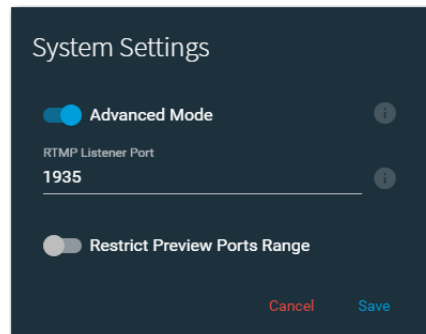 System Settings
Advanced Mode
RTMP Listener Port
1935
Restrict Preview Ports Range
Cancel Save